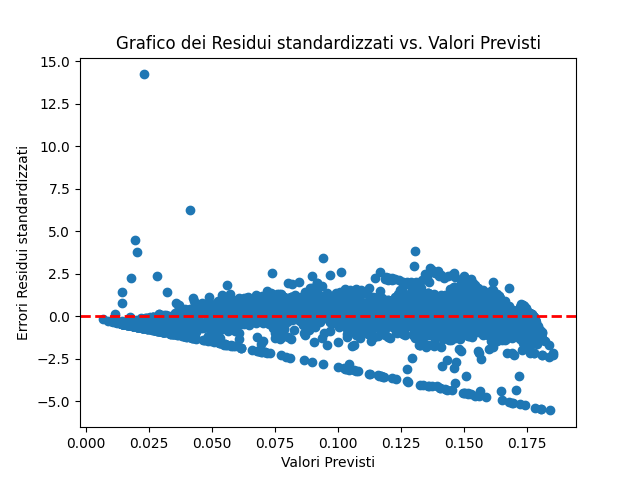 Grafico dei Residui standardizzati vs. Valori Previsti
15.0
12.5
10.0
7.5
5.0
2.5
0.0
−2.5
−5.0
Errori Residui standardizzati
0.000 0.025 0.050 0.075 0.100 0.125 0.150 0.175
Valori Previsti